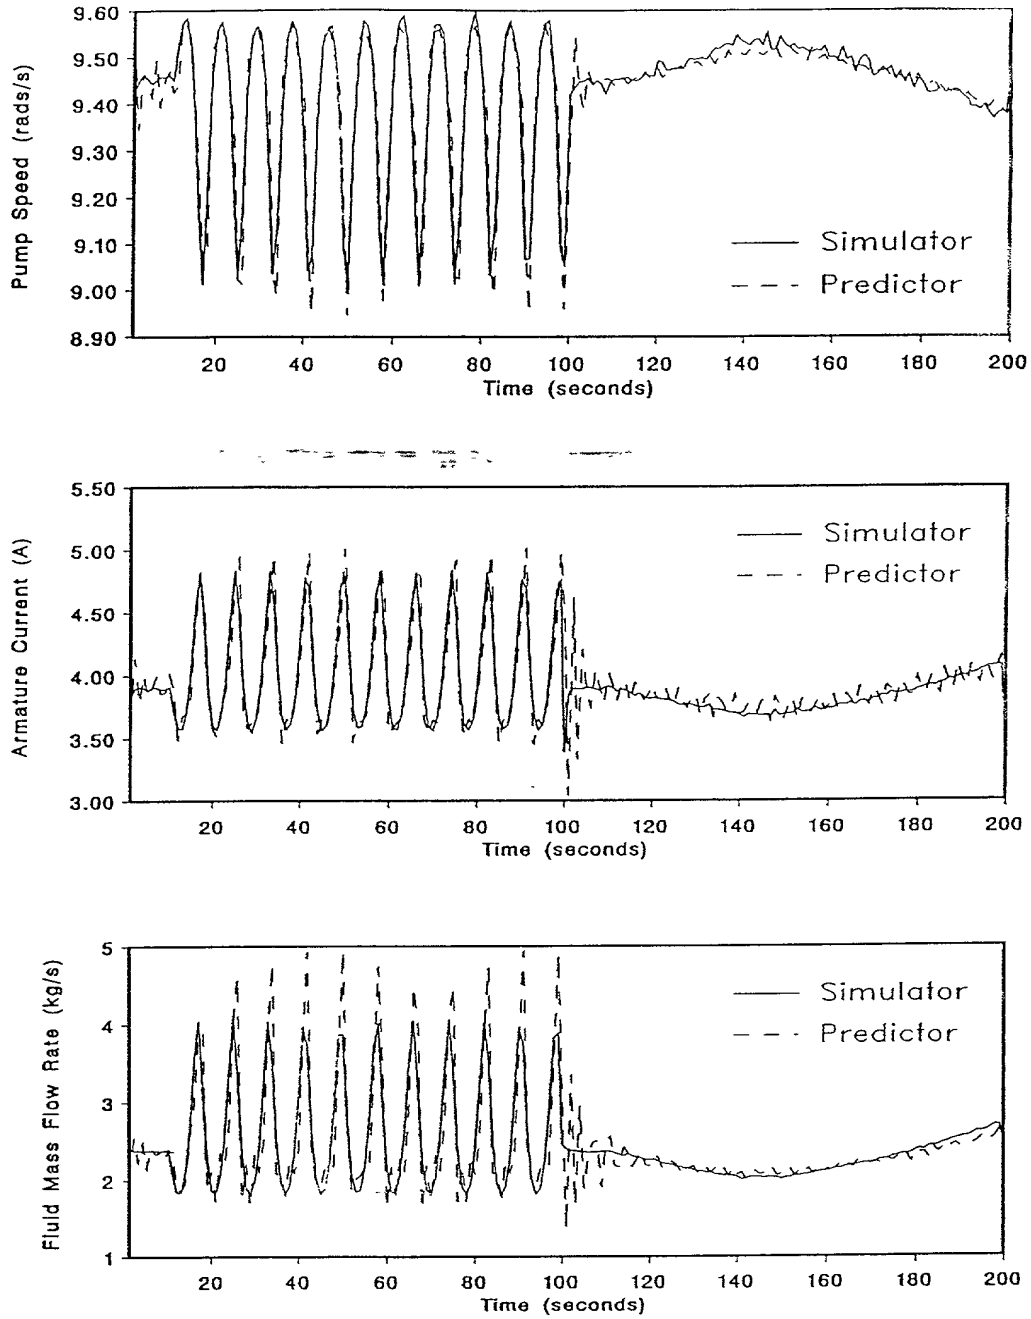 9.60
9.50
9.40
9.30
9.20
9.10
9.00
8.90
Pump Speed (rads/s)
Simulator
Predictor
20 40 60 80 100 120 140 160 180 200
Time (seconds)
5.50
5.00
4.50
4.00
3.50
3.00
Armature Current (A)
Simulator
Predictor
20 40 60 80 100 120 140 160 180 200
Time (seconds)
5
4
3
2
1
Fluid Mass Flow Rate (kg/s)
Simulator
Predictor
20 40 60 80 100 120 140 160 180 200
Time (seconds)